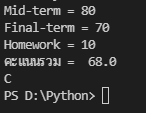 Mid-term = 80
Final-term = 70
Homework = 10
คะแนนรวม =  68.0
C
PS D:\Python>